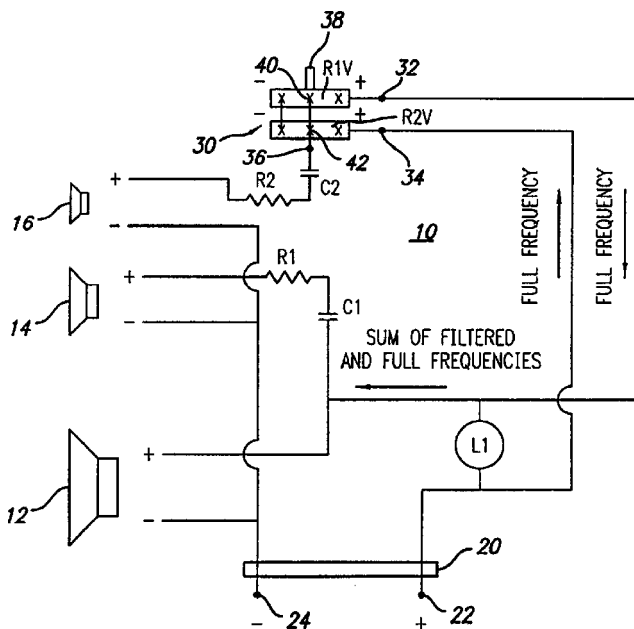 38
40
R1V
- +
32
- +
30
R2V
36
42
34
C2
R2
+
16
-
10
FULL FREQUENCY
FULL FREQUENCY
+
R1
14
-
C1
SUM OF FILTERED
AND FULL FREQUENCIES
+
L1
12
-
20
24
22
- +